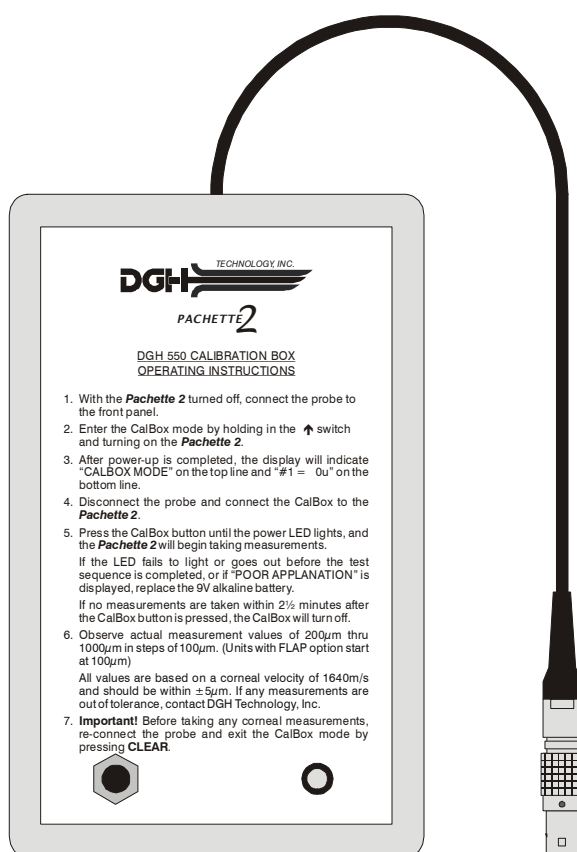 TECHNOLOGY, INC.
DGH
PACHETTE 2
DGH 550 CALIBRATION BOX
OPERATING INSTRUCTIONS
1. With the Pachette 2 turned off, connect the probe to
the front panel.
2. Enter the CalBox mode by holding in the ↑ switch
and turning on the Pachette 2.
3. After power-up is completed, the display will indicate
“CALBOX MODE” on the top line and “#1 = 0u” on the
bottom line.
4. Disconnect the probe and connect the CalBox to the
Pachette 2.
5. Press the CalBox button until the power LED lights, and
the Pachette 2 will begin taking measurements.
If the LED fails to light or goes out before the test
sequence is completed, or if “POOR APPLANATION” is
displayed, replace the 9V alkaline battery.
If no measurements are taken within 2½ minutes after
the CalBox button is pressed, the CalBox will turn off.
6. Observe actual measurement values of 200µm thru
1000µm in steps of 100µm. (Units with FLAP option start
at 100µm)
All values are based on a corneal velocity of 1640m/s
and should be within ±5µm. If any measurements are
out of tolerance, contact DGH Technology, Inc.
7. Important! Before taking any corneal measurements,
re-connect the probe and exit the CalBox mode by
pressing CLEAR.